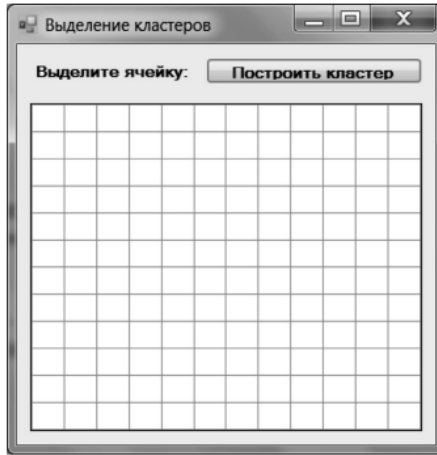 Выделение кластеров
Выделите ячейку: Построить кластер